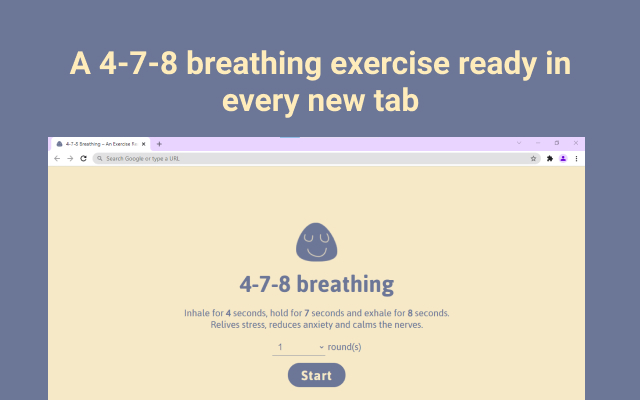 A 4-7-8 breathing exercise ready in
every new tab
4-7-8 Breathing – An Exercise Re
Search Google or type a URL
4-7-8 breathing
Inhale for 4 seconds, hold for 7 seconds and exhale for 8 seconds.
Relives stress, reduces anxiety and calms the nerves.
1 round(s)
Start